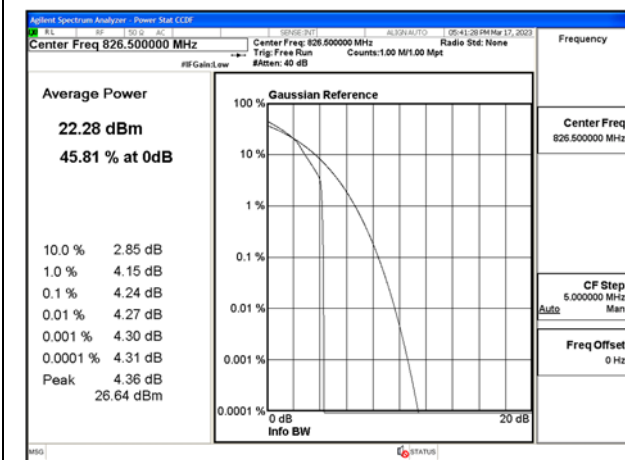 Agilent Spectrum Analyzer - Power Stat CCDF
RL RF 50 Ω AC SENSE:INT ALIGN AUTO 05:41:28 PM Mar 17, 2023
Center Freq 826.500000 MHz
Center Freq: 826.500000 MHz Radio Std: None
Trig: Free Run Counts:1.00 M/1.00 Mpt
#IFGain:Low #Atten: 40 dB
Frequency
Average Power
22.28 dBm
45.81 % at 0dB
10.0 % 2.85 dB
1.0 % 4.15 dB
0.1 % 4.24 dB
0.01 % 4.27 dB
0.001 % 4.30 dB
0.0001 % 4.31 dB
Peak 4.36 dB
26.64 dBm
Gaussian Reference
100 %
10 %
1 %
0.1 %
0.01 %
0.001 %
0.0001 %
0 dB 20 dB
Info BW
Center Freq
826.500000 MHz
CF Step
5.000000 MHz
Auto Man
Freq Offset
0 Hz
MSG STATUS